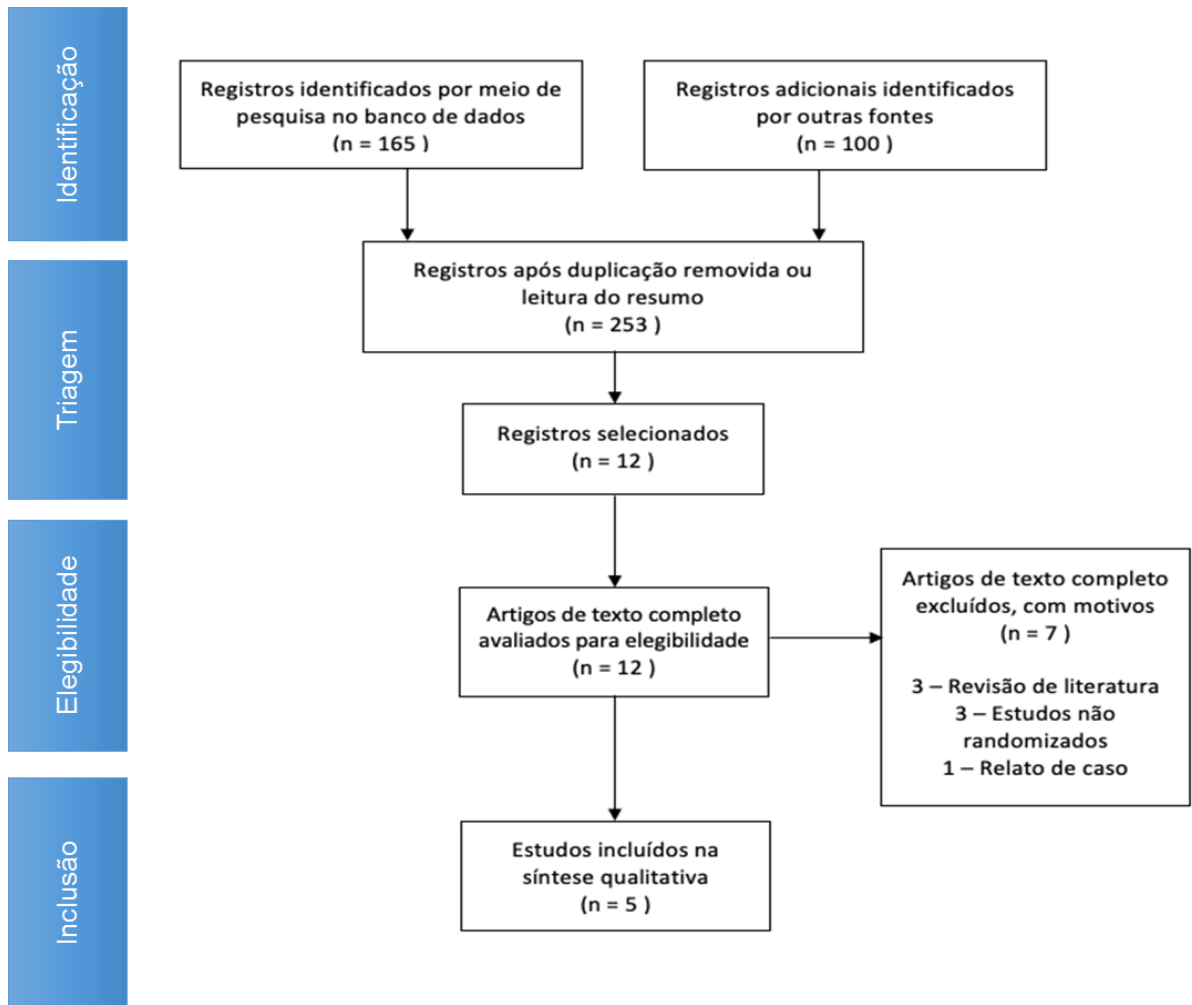 Identificação
Registros identificados por meio de
pesquisa no banco de dados
(n = 165 )
Registros adicionais identificados
por outras fontes
(n = 100 )
Triagem
Registros após duplicação removida ou
leitura do resumo
(n = 253 )
Registros selecionados
(n = 12 )
Elegibilidade
Artigos de texto completo
avaliados para elegibilidade
(n = 12 )
Artigos de texto completo
excluídos, com motivos
(n = 7 )
3 – Revisão de literatura
3 – Estudos não
randomizados
1 – Relato de caso
Inclusão
Estudos incluídos na
síntese qualitativa
(n = 5 )